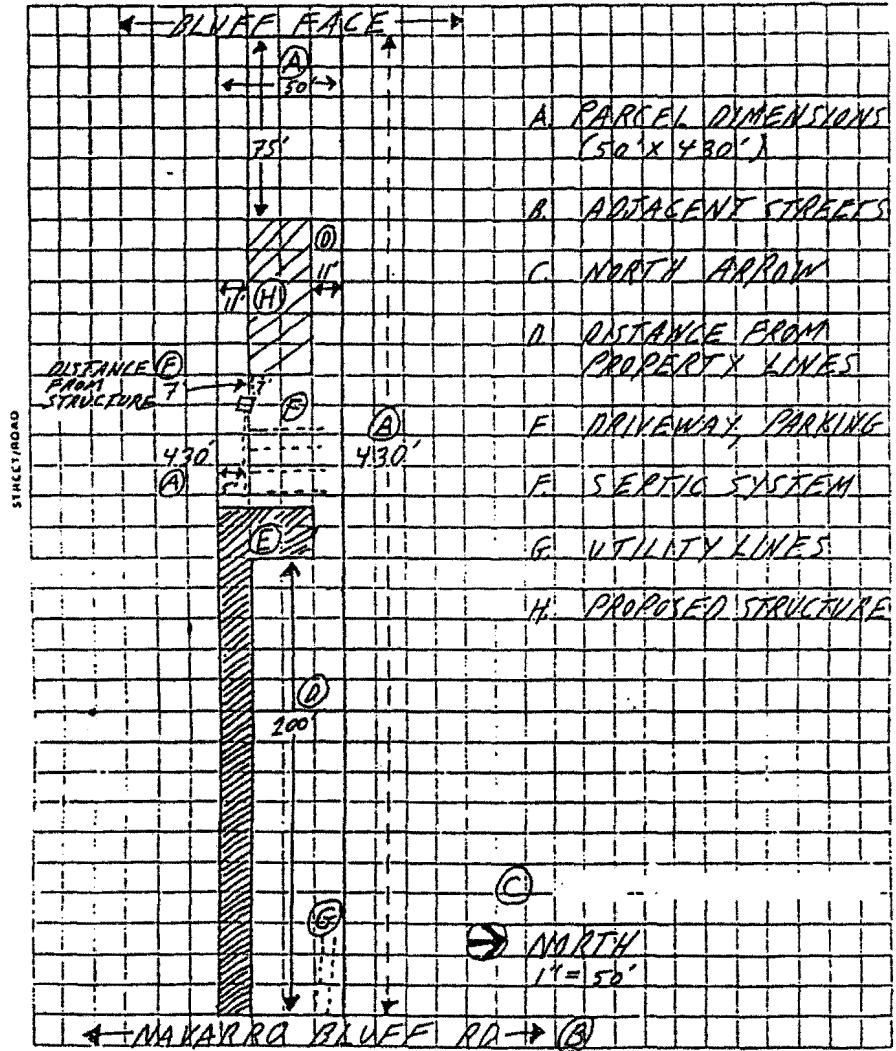 BLUFF FACE
A
50'
75'
D
11'
11'
H
DISTANCE F
FROM
STRUCTURE
7'
7'
F
430'
A
5'
A
430'
E
D
200'
G
STREET/ROAD
A. PARCEL DIMENSIONS
(50' X 430')
B. ADJACENT STREETS
C. NORTH ARROW
D. DISTANCE FROM
PROPERTY LINES
E. DRIVEWAY, PARKING
F. SEPTIC SYSTEM
G. UTILITY LINES
H. PROPOSED STRUCTURE
C
NORTH
1" = 50'
NAVARRO BLUFF RD B